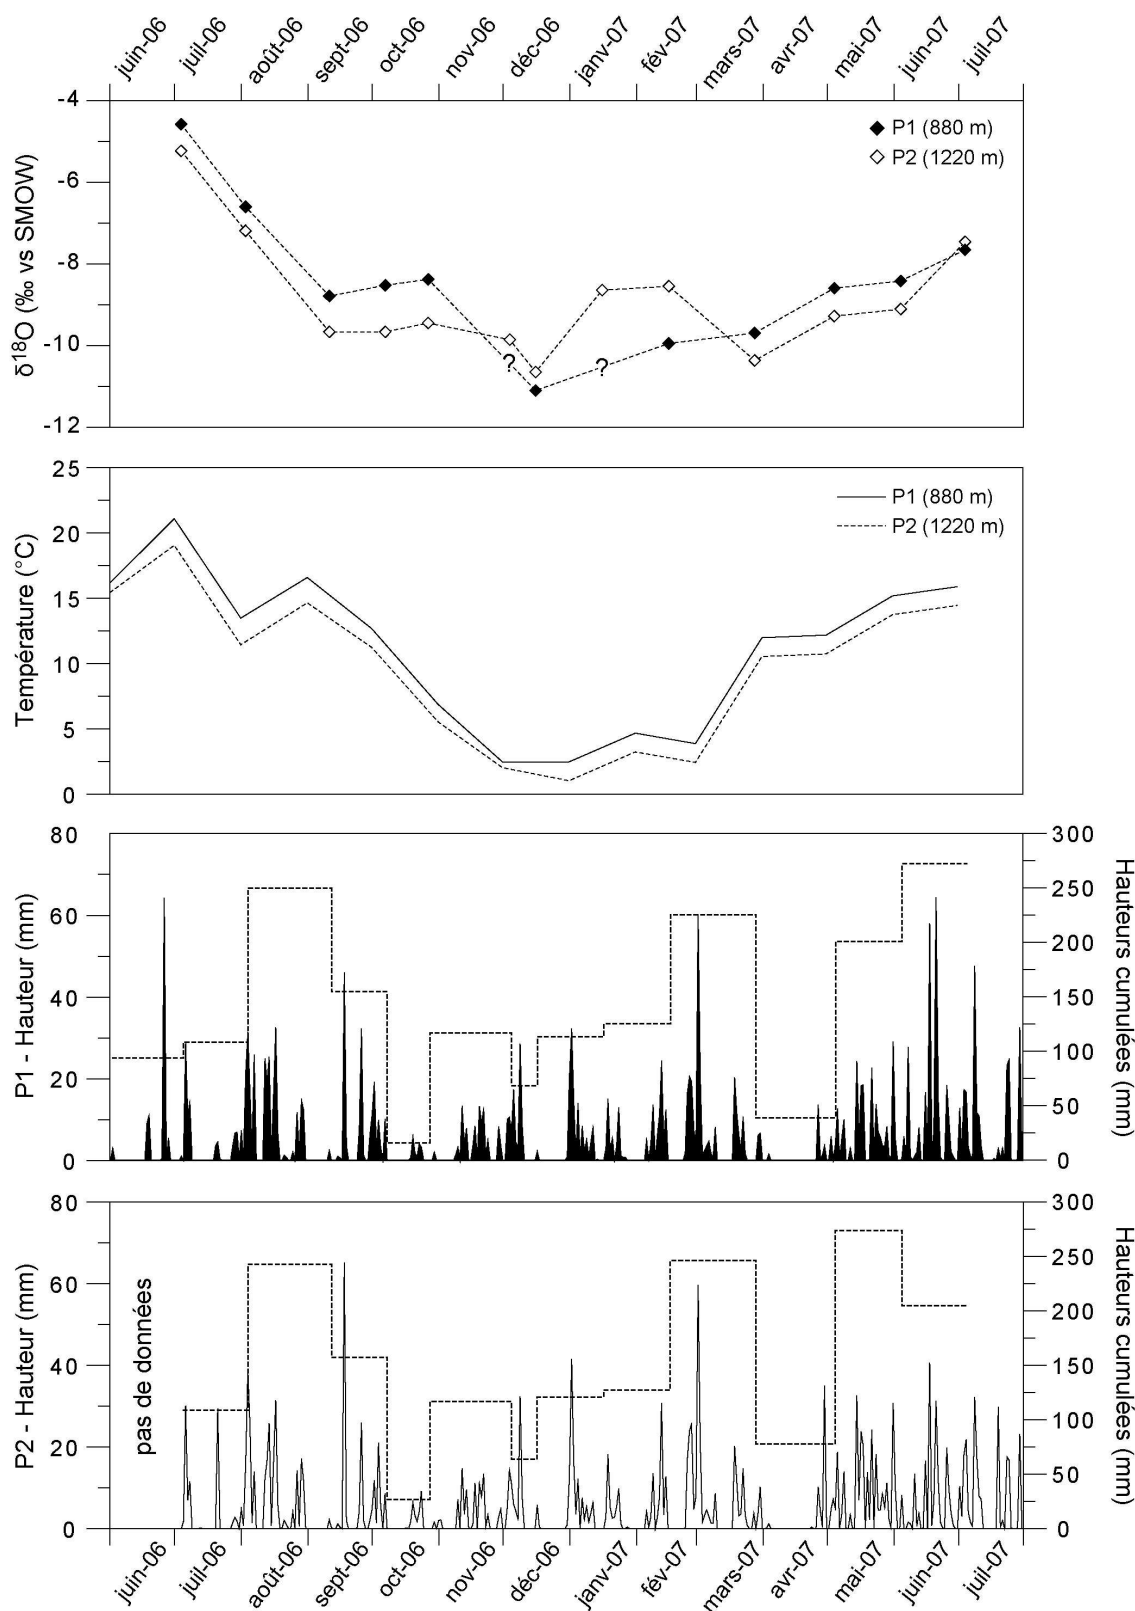 juin-06 juil-06 août-06 sept-06 oct-06 nov-06 déc-06 janv-07 fév-07 mars-07 avr-07 mai-07 juin-07 juil-07
δ18O (‰ vs SMOW)
-4
-6
-8
-10
-12
P1 (880 m)
P2 (1220 m)
? ?
Température (°C)
25
20
15
10
5
0
P1 (880 m)
P2 (1220 m)
P1 - Hauteur (mm)
80
60
40
20
0
300
250
200
150
100
50
0
Hauteurs cumulées (mm)
P2 - Hauteur (mm)
80
60
40
20
0
pas de données
300
250
200
150
100
50
0
Hauteurs cumulées (mm)
juin-06 juil-06 août-06 sept-06 oct-06 nov-06 déc-06 janv-07 fév-07 mars-07 avr-07 mai-07 juin-07 juil-07